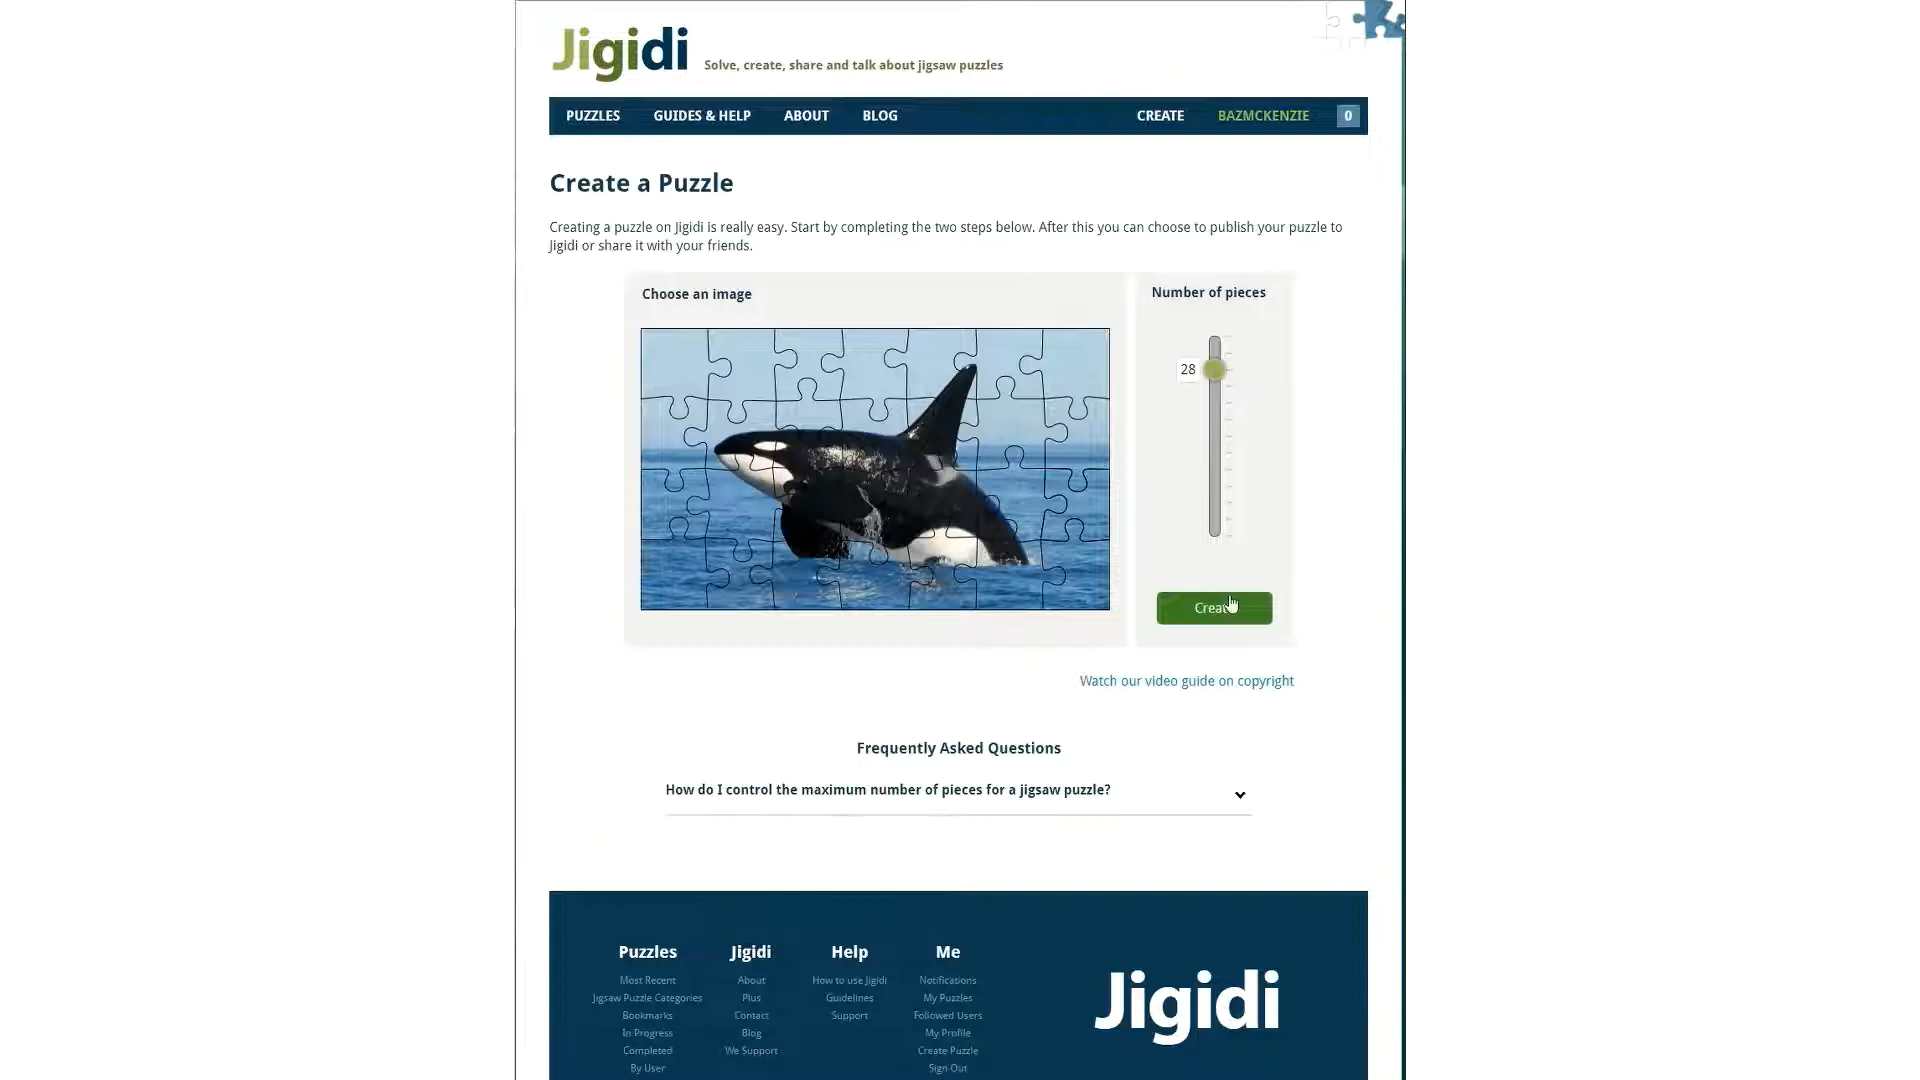 Jigidi
Solve, create, share and talk about jigsaw puzzles
PUZZLES GUIDES & HELP ABOUT BLOG CREATE BAZMCKENZIE 0
Create a Puzzle
Creating a puzzle on Jigidi is really easy. Start by completing the two steps below. After this you can choose to publish your puzzle to
Jigidi or share it with your friends.
Choose an image
Number of pieces
28
Watch our video guide on copyright
Frequently Asked Questions
How do I control the maximum number of pieces for a jigsaw puzzle?
Puzzles
Most Recent
Jigsaw Puzzle Categories
Bookmarks
In Progress
Completed
By User
Jigidi
About
Plus
Contact
Blog
We Support
Help
How to use Jigidi
Guidelines
Support
Me
Notifications
My Puzzles
Followed Users
My Profile
Create Puzzle
Sign Out
Jigidi